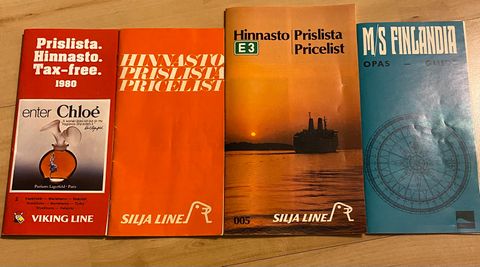 Prislista.
Hinnasto.
Tax-free.
1980
enter Chloé
Parfums Lagerfeld - Paris
VIKING LINE
HINNASTO
PRISLISTA
PRICELIST
SILJA LINE
Hinnasto Prislista
E3 Pricelist
005 SILJA LINE
M/S FINLANDIA
OPAS - GUIDE